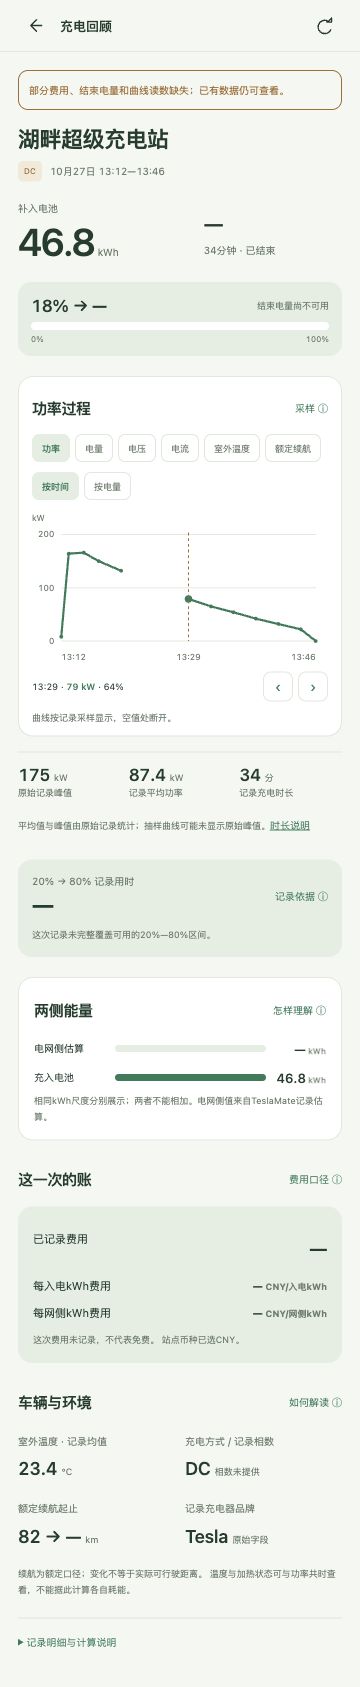 充电回顾
部分费用、结束电量和曲线读数缺失；已有数据仍可查看。
湖畔超级充电站
DC 10月27日 13:12—13:46
补入电池
46.8 kWh
—
34分钟 · 已结束
18% → —
结束电量尚不可用
0% 100%
功率过程
采样 ⓘ
功率 电量 电压 电流 室外温度 额定续航
按时间 按电量
kW
200
100
0
13:12 13:29 13:46
13:29 · 79 kW · 64%
‹ ›
曲线按记录采样显示，空值处断开。
175 kW 87.4 kW 34 分
原始记录峰值 记录平均功率 记录充电时长
平均值与峰值由原始记录统计；抽样曲线可能未显示原始峰值。时长说明
20% → 80% 记录用时
—
记录依据 ⓘ
这次记录未完整覆盖可用的20%—80%区间。
两侧能量
怎样理解 ⓘ
电网侧估算 — kWh
充入电池 46.8 kWh
相同kWh尺度分别展示；两者不能相加。电网侧值来自TeslaMate记录估
算。
这一次的账
费用口径 ⓘ
已记录费用 —
每入电kWh费用 — CNY/入电kWh
每网侧kWh费用 — CNY/网侧kWh
这次费用未记录，不代表免费。 站点币种已选CNY。
车辆与环境
如何解读 ⓘ
室外温度 · 记录均值 充电方式 / 记录相数
23.4 °C DC 相数未提供
额定续航起止 记录充电器品牌
82 → — km Tesla 原始字段
续航为额定口径；变化不等于实际可行驶距离。 温度与加热状态可与功率共时查
看，不能据此计算各自耗能。
▶ 记录明细与计算说明